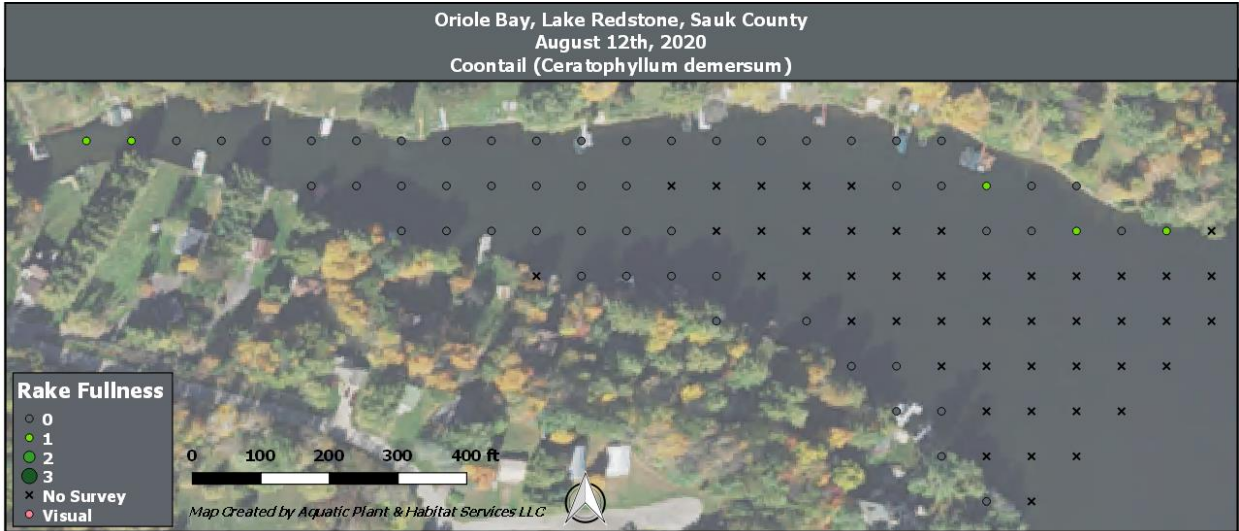 Oriole Bay, Lake Redstone, Sauk County
August 12th, 2020
Coontail (Ceratophyllum demersum)
Rake Fullness
0
1
2
3
No Survey
Visual
0 100 200 300 400 ft
Map Created by Aquatic Plant & Habitat Services LLC